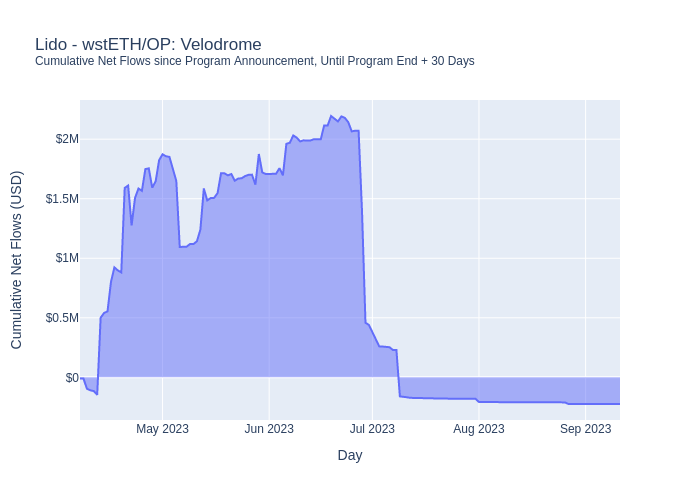 Lido - wstETH/OP: Velodrome
Cumulative Net Flows since Program Announcement, Until Program End + 30 Days
Cumulative Net Flows (USD)
$2M
$1.5M
$1M
$0.5M
$0
May 2023
Jun 2023
Jul 2023
Aug 2023
Sep 2023
Day